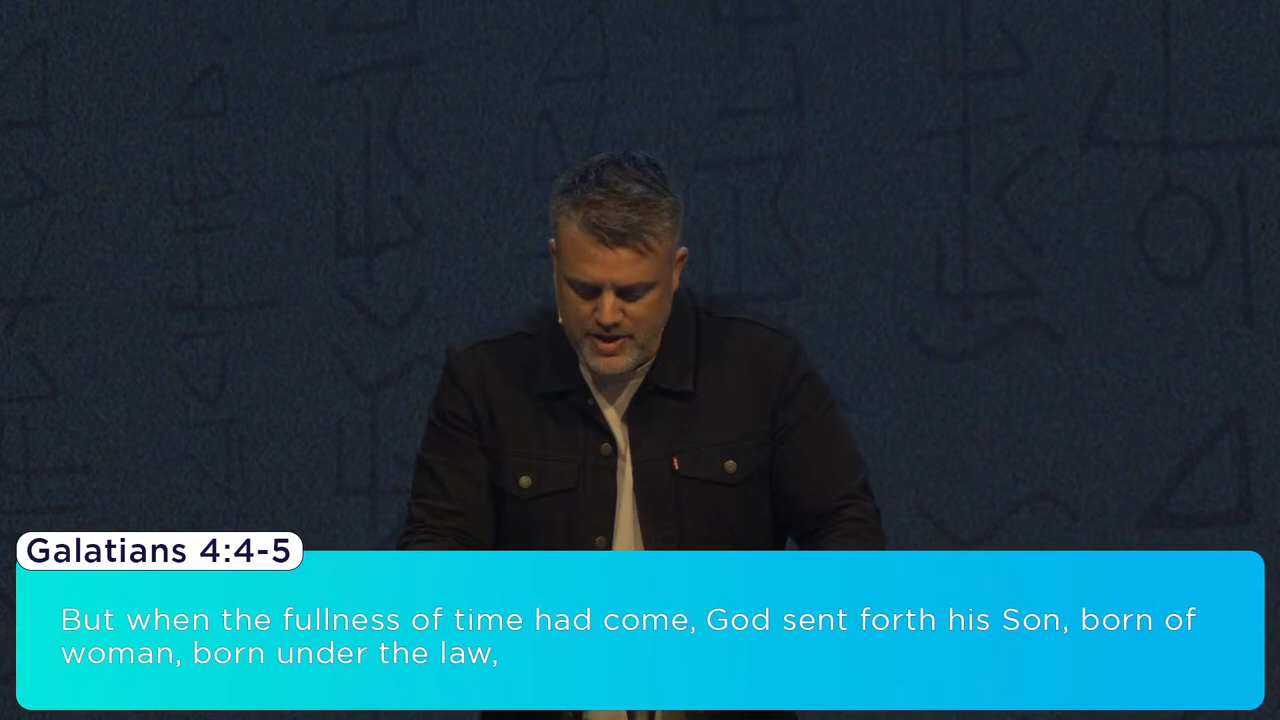 Galatians 4:4-5
But when the fullness of time had come, God sent forth his Son, born of
woman, born under the law,